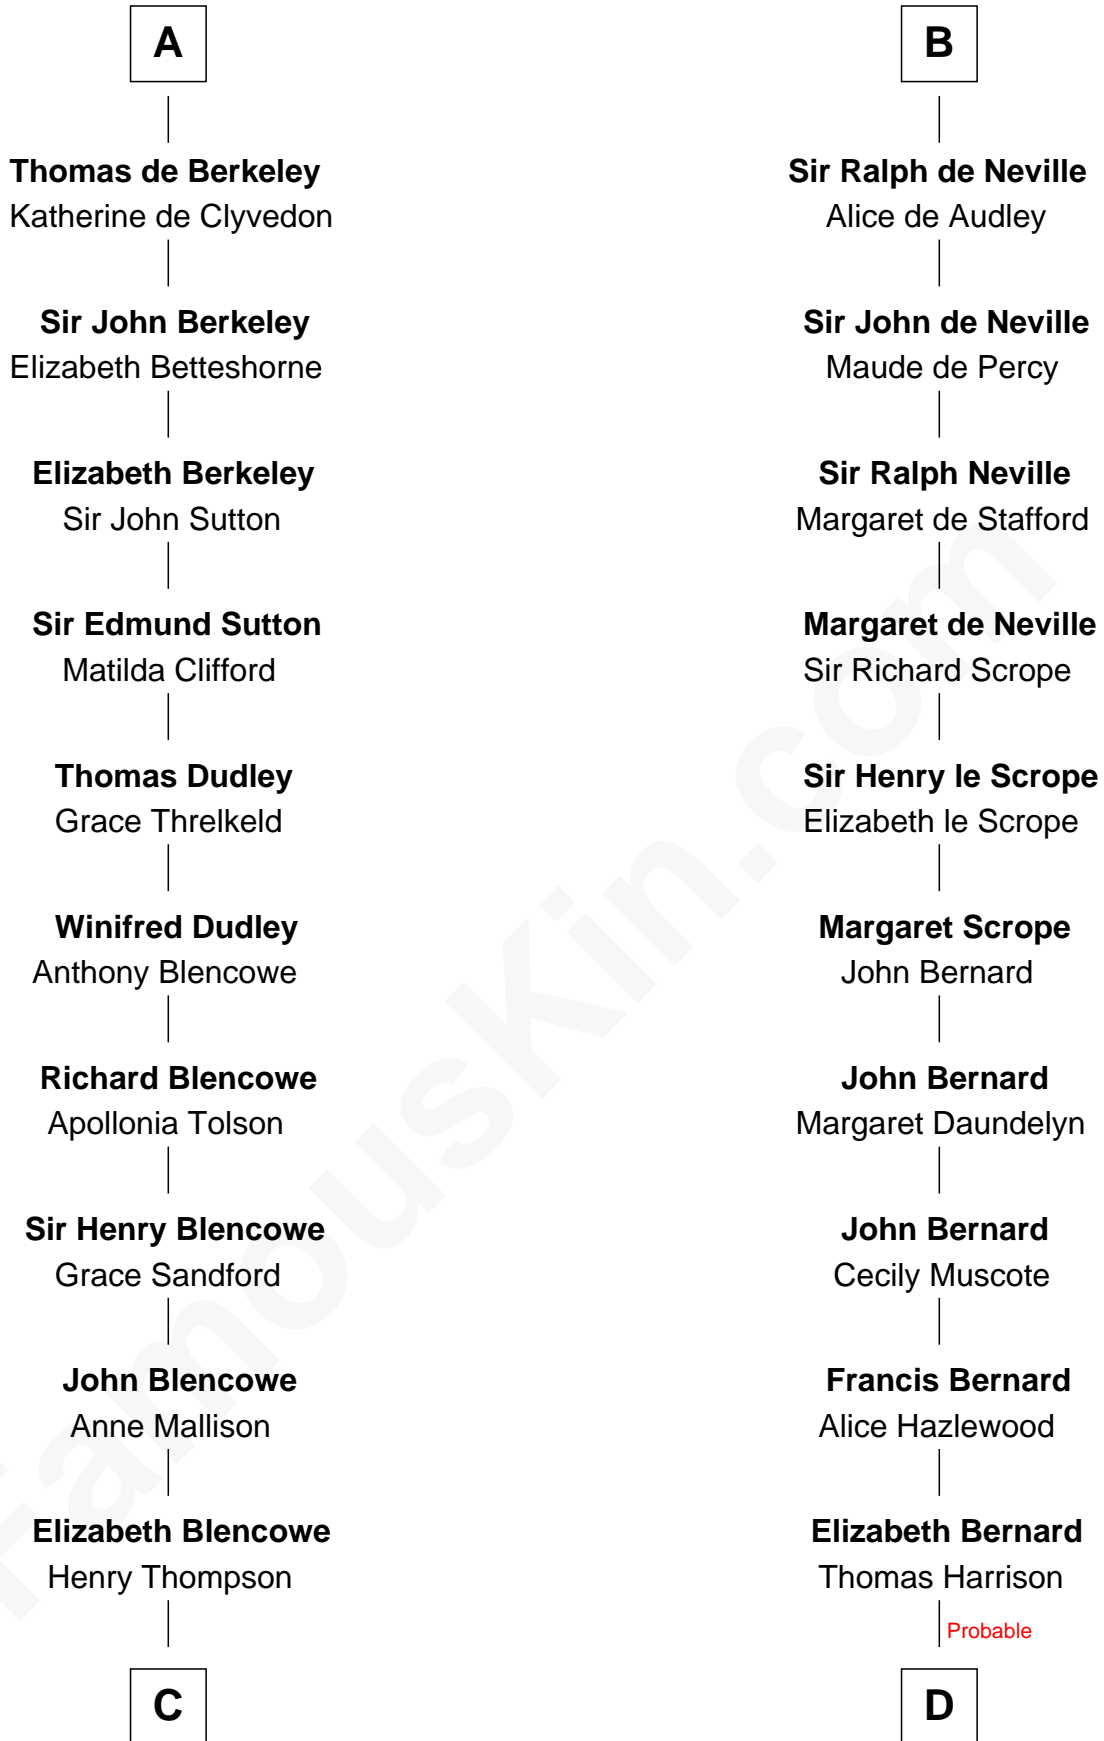 A
Thomas de Berkeley
Katherine de Clyvedon
Sir John Berkeley
Elizabeth Betteshorne
Elizabeth Berkeley
Sir John Sutton
Sir Edmund Sutton
Matilda Clifford
Thomas Dudley
Grace Threlkeld
Winifred Dudley
Anthony Blencowe
Richard Blencowe
Apollonia Tolson
Sir Henry Blencowe
Grace Sandford
John Blencowe
Anne Mallison
Elizabeth Blencowe
Henry Thompson
C
B
Sir Ralph de Neville
Alice de Audley
Sir John de Neville
Maude de Percy
Sir Ralph Neville
Margaret de Stafford
Margaret de Neville
Sir Richard Scrope
Sir Henry le Scrope
Elizabeth le Scrope
Margaret Scrope
John Bernard
John Bernard
Margaret Daundelyn
John Bernard
Cecily Muscote
Francis Bernard
Alice Hazlewood
Elizabeth Bernard
Thomas Harrison
Probable
D
FamousKin.com